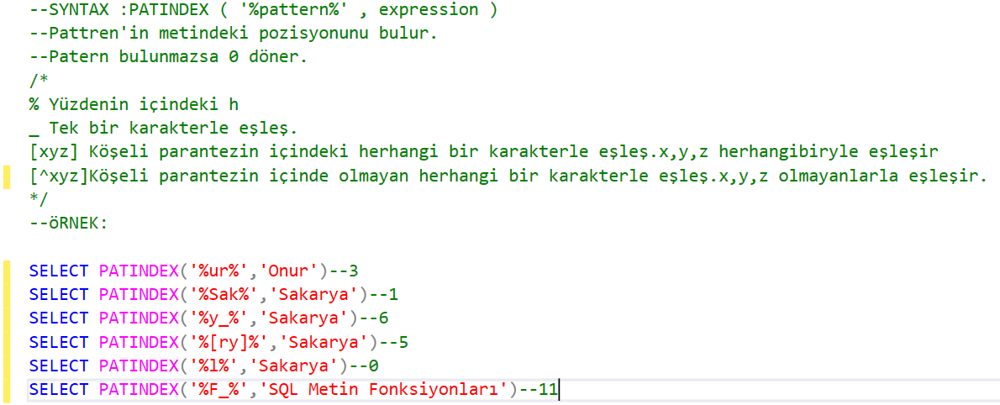 --SYNTAX :PATINDEX ( '%pattern%' , expression )
--Pattren'in metindeki pozisyonunu bulur.
--Patern bulunmazsa 0 döner.
/*
% Yüzdenin içindeki h
_ Tek bir karakterle eşleş.
[xyz] Köşeli parantezin içindeki herhangi bir karakterle eşleş.x,y,z herhangibiryle eşleşir
[^xyz]Köşeli parantezin içinde olmayan herhangi bir karakterle eşleş.x,y,z olmayanlarla eşleşir.
*/
--öRNEK:
SELECT PATINDEX('%ur%','Onur')--3
SELECT PATINDEX('%Sak%','Sakarya')--1
SELECT PATINDEX('%y_%','Sakarya')--6
SELECT PATINDEX('%[ry]%','Sakarya')--5
SELECT PATINDEX('%l%','Sakarya')--0
SELECT PATINDEX('%F_%','SQL Metin Fonksiyonları')--11